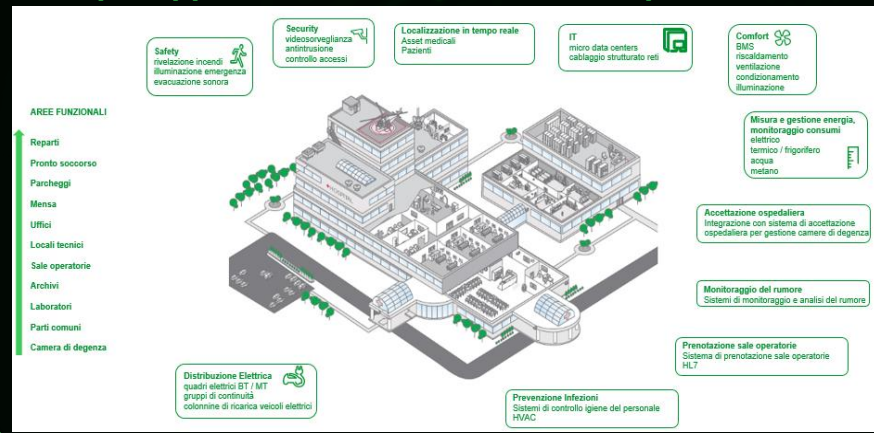 Safety
rivelazione incendi
illuminazione emergenza
evacuazione sonora
Security
videosorveglianza
antintrusione
controllo accessi
Localizzazione in tempo reale
Asset medicali
Pazienti
IT
micro data centers
cablaggio strutturato reti
Comfort
BMS
riscaldamento
ventilazione
condizionamento
illuminazione
AREE FUNZIONALI
Reparti
Pronto soccorso
Parcheggi
Mensa
Uffici
Locali tecnici
Sale operatorie
Archivi
Laboratori
Parti comuni
Camera di degenza
HOSPITAL
Misura e gestione energia,
monitoraggio consumi
elettrico
termico / frigorifero
acqua
metano
Accettazione ospedaliera
Integrazione con sistema di accettazione
ospedaliera per gestione camere di degenza
Monitoraggio del rumore
Sistemi di monitoraggio e analisi del rumore
Prenotazione sale operatorie
Sistema di prenotazione sale operatorie
HL7
Distribuzione Elettrica
quadri elettrici BT / MT
gruppi di continuità
colonnine di ricarica veicoli elettrici
Prevenzione Infezioni
Sistemi di controllo igiene del personale
HVAC